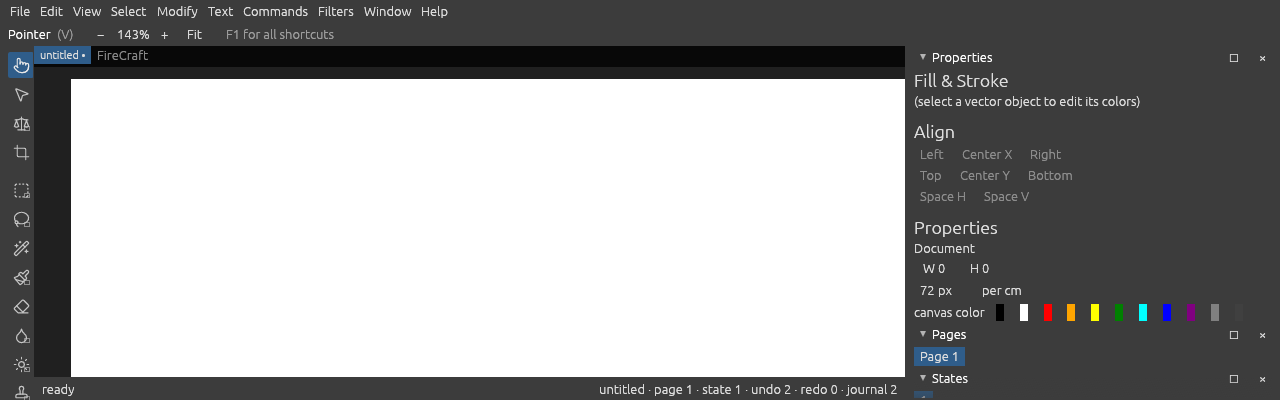 File Edit View Select Modify Text Commands Filters Window Help
Pointer (V) − 143% + Fit F1 for all shortcuts
untitled • FireCraft
Properties
Fill & Stroke
(select a vector object to edit its colors)
Align
Left Center X Right
Top Center Y Bottom
Space H Space V
Properties
Document
W 0 H 0
72 px per cm
canvas color
Pages
Page 1
States
ready untitled · page 1 · state 1 · undo 2 · redo 0 · journal 2